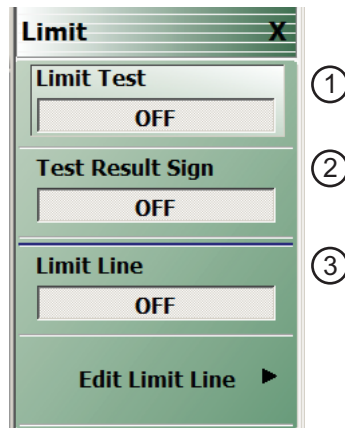 Limit X
Limit Test ①
OFF
Test Result Sign ②
OFF
Limit Line ③
OFF
Edit Limit Line ▶